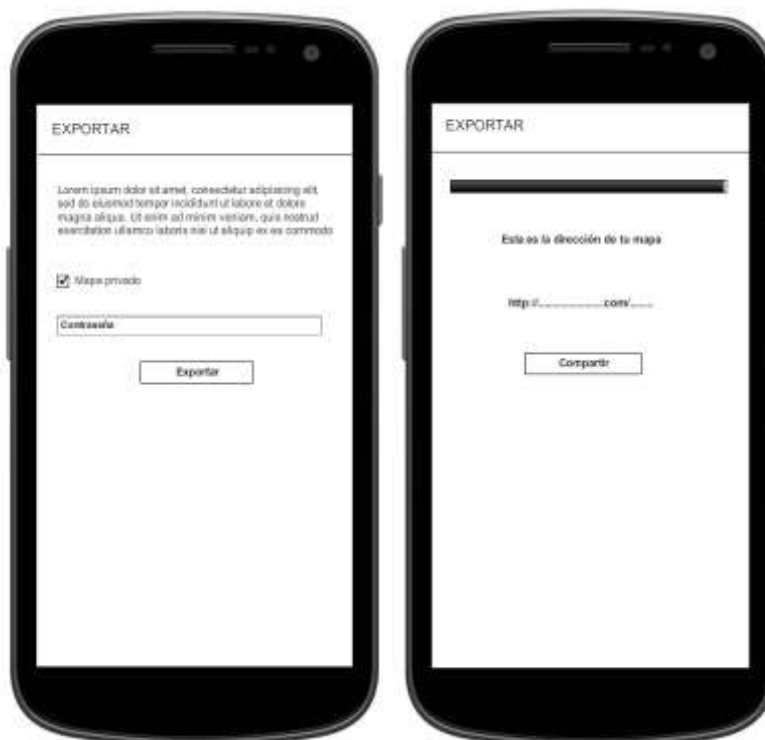 EXPORTAR
Lorem ipsum dolor sit amet, consectetur adipiscing elit,
sed do eiusmod tempor incididunt ut labore et dolore
magna aliqua. Ut enim ad minim veniam, quis nostrud
exercitation ullamco laboris nisi ut aliquip ex ea commodo
Mapa privado
Contraseña
Exportar
EXPORTAR
Esta es la dirección de tu mapa
http://.....................com/.......
Compartir